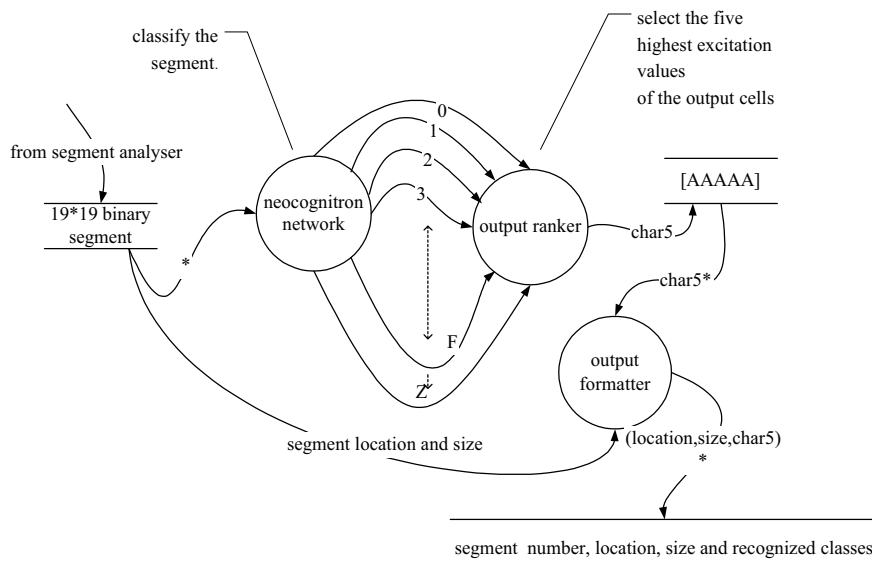 classify the
segment.
select the five
highest excitation
values
of the output cells
0
1
2
3
from segment analyser
19*19 binary
segment
*
neocognitron
network
output ranker
char5
[AAAAA]
char5*
F
Z
output
formatter
segment location and size
(location,size,char5)
*
segment number, location, size and recognized classes